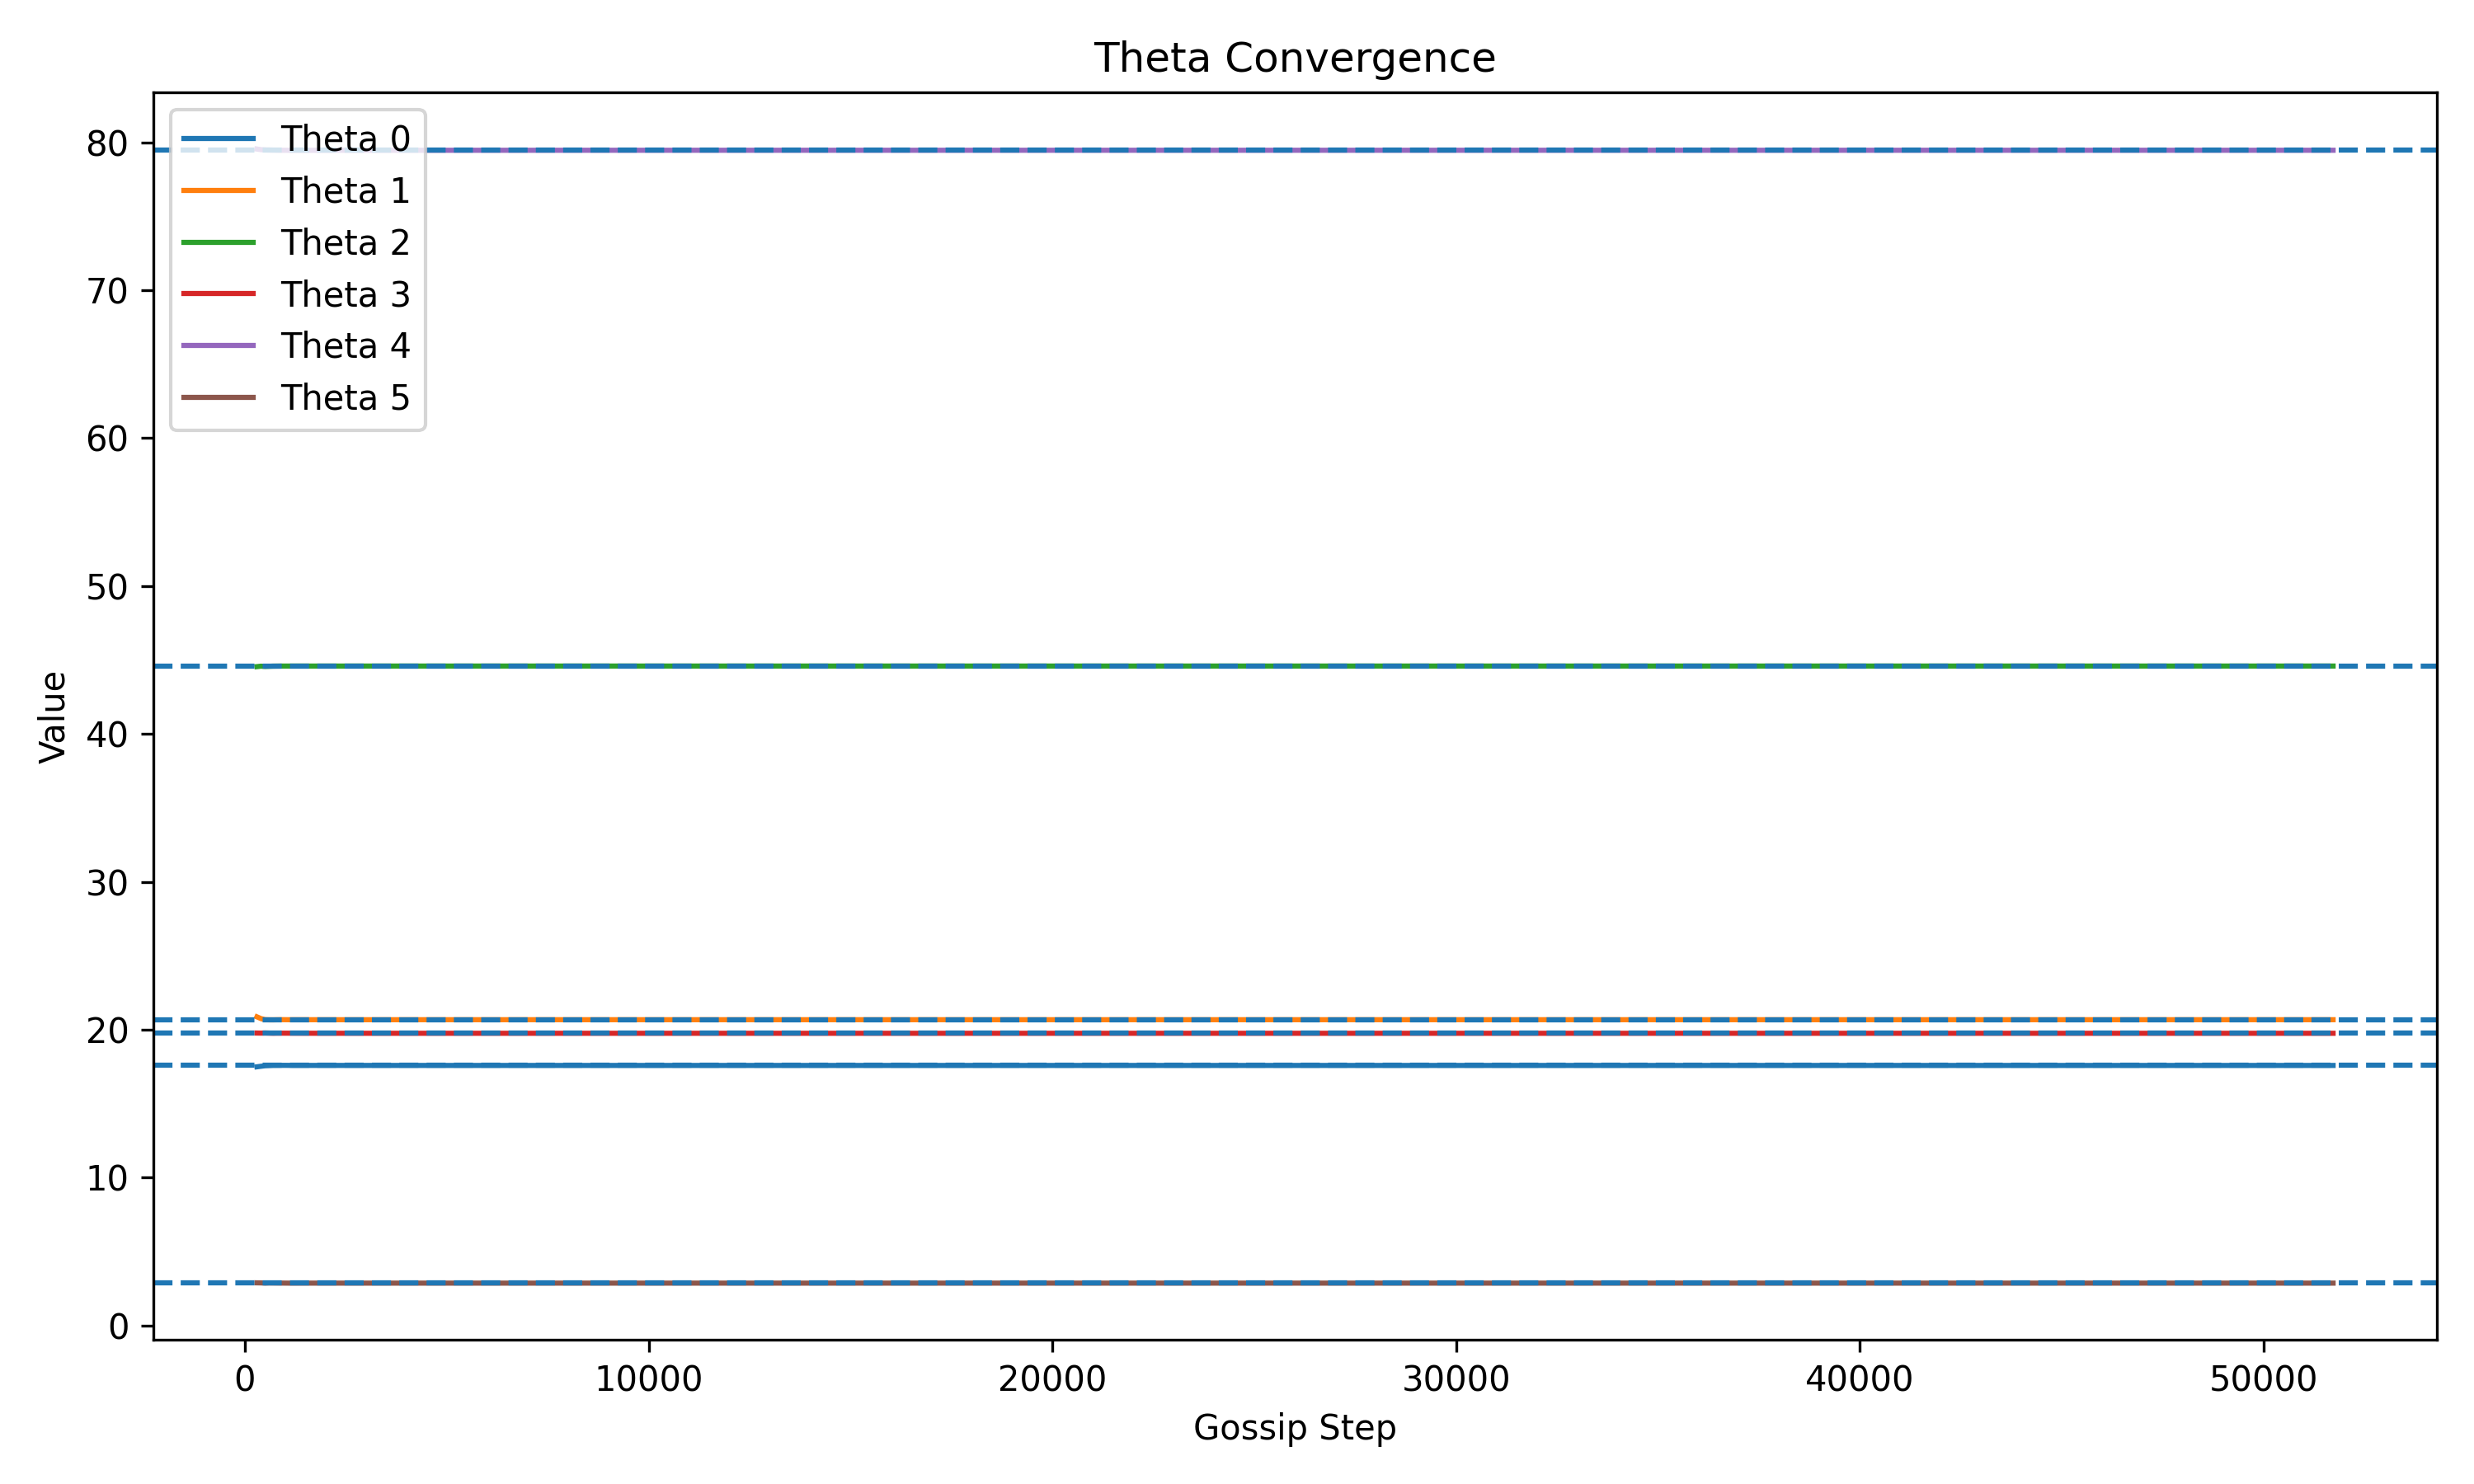 Theta Convergence
Theta 0
Theta 1
Theta 2
Theta 3
Theta 4
Theta 5
80
70
60
50
40
30
20
10
0
Value
0 10000 20000 30000 40000 50000
Gossip Step